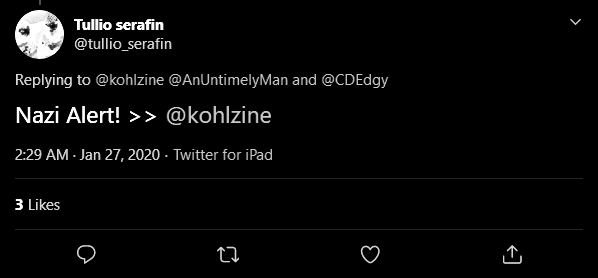 Tullio serafin
@tullio_serafin
Replying to @kohlzine @AnUntimelyMan and @CDEdgy
Nazi Alert! >> @kohlzine
2:29 AM · Jan 27, 2020 · Twitter for iPad
3 Likes